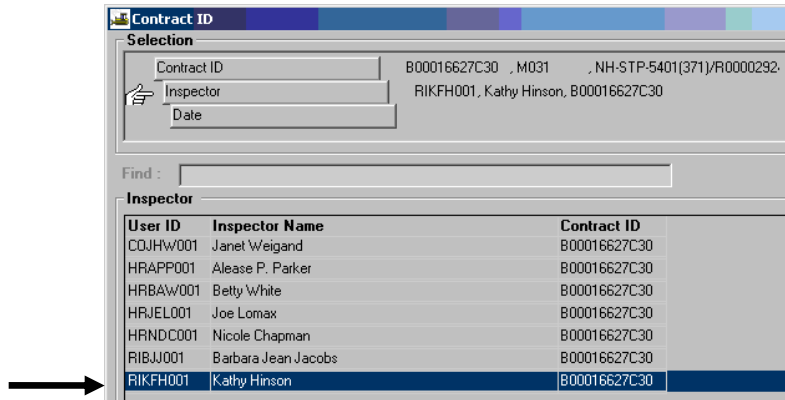 Contract ID
Selection
Contract ID B00016627C30 , M031 , NH-STP-5401(371)/R0000292
Inspector RIKFH001, Kathy Hinson, B00016627C30
Date
Find :
Inspector
User ID Inspector Name Contract ID
COJHW001 Janet Weigand B00016627C30
HRAPP001 Alease P. Parker B00016627C30
HRBAW001 Betty White B00016627C30
HRJEL001 Joe Lomax B00016627C30
HRNDC001 Nicole Chapman B00016627C30
RIBJJ001 Barbara Jean Jacobs B00016627C30
RIKFH001 Kathy Hinson B00016627C30